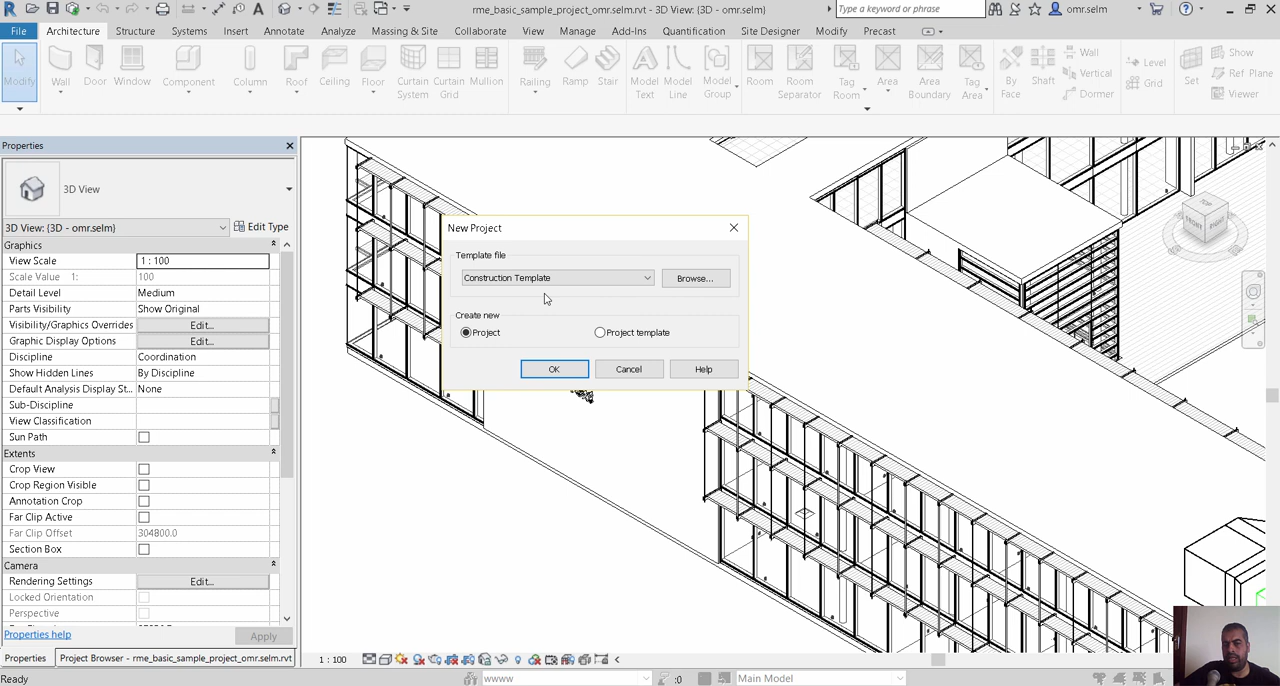 rme_basic_sample_project_omr.selm.rvt - 3D View: {3D - omr.selm}
Type a keyword or phrase
omr.selm
File Architecture Structure Systems Insert Annotate Analyze Massing & Site Collaborate View Manage Add-Ins Quantification Site Designer Modify Precast
Modify Wall Door Window Component Column Roof Ceiling Floor Curtain System Curtain Grid Mullion Railing Ramp Stair Model Text Model Line Model Group Room Room Separator Tag Room Area Area Boundary Tag Area By Face Shaft Wall Vertical Dormer Level Grid Set Show Ref Plane Viewer
Properties
3D View
3D View: {3D - omr.selm} Edit Type
Graphics
View Scale 1 : 100
Scale Value 1: 100
Detail Level Medium
Parts Visibility Show Original
Visibility/Graphics Overrides Edit...
Graphic Display Options Edit...
Discipline Coordination
Show Hidden Lines By Discipline
Default Analysis Display St... None
Sub-Discipline
View Classification
Sun Path
Extents
Crop View
Crop Region Visible
Annotation Crop
Far Clip Active
Far Clip Offset 304800.0
Section Box
Camera
Rendering Settings Edit...
Locked Orientation
Perspective
Properties help Apply
Properties Project Browser - rme_basic_sample_project_omr.selm.rvt
New Project
Template file
Construction Template Browse...
Create new
Project Project template
OK Cancel Help
TOP
FRONT RIGHT
1 : 100
Ready
wwww :0 Main Model